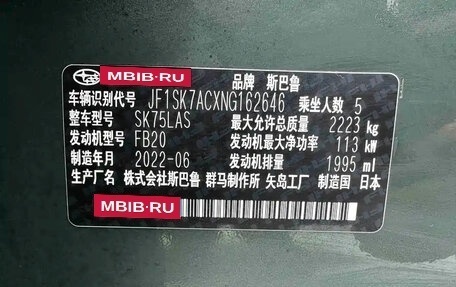 MBIB·RU 品牌 斯巴鲁
车辆识别代号 JF1SK7ACXNG162646 乘坐人数 5
整车型号 SK75LAS 最大允许总质量 2223 kg
发动机型号 FB20 发动机最大净功率 113 kW
制造年月 2022-06 发动机排量 1995 ml
生产厂名 株式会社斯巴鲁 群马制作所 矢岛工厂 制造国 日本
MBIB·RU